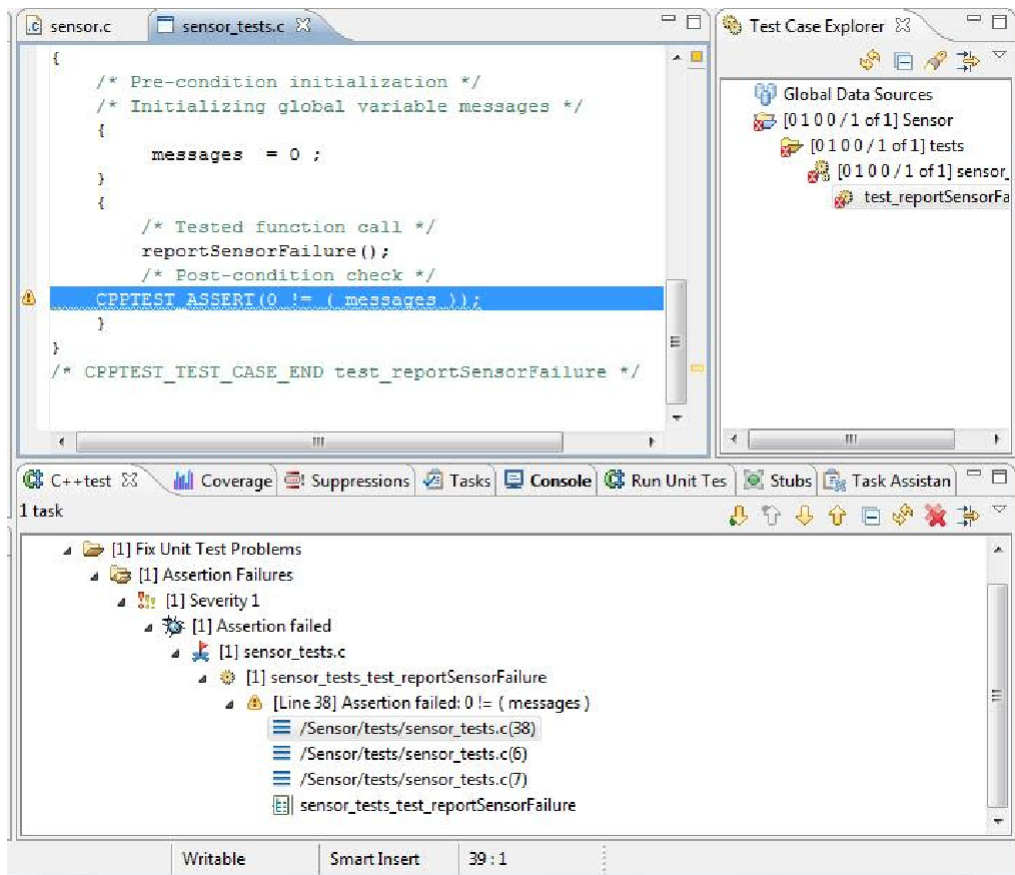 sensor.c
sensor_tests.c
{
/* Pre-condition initialization */
/* Initializing global variable messages */
{
messages = 0 ;
}
{
/* Tested function call */
reportSensorFailure();
/* Post-condition check */
CPPTEST_ASSERT(0 != ( messages ));
}
}
/* CPPTEST_TEST_CASE_END test_reportSensorFailure */
Test Case Explorer
Global Data Sources
[0 1 0 0 / 1 of 1] Sensor
[0 1 0 0 / 1 of 1] tests
[0 1 0 0 / 1 of 1] sensor_
test_reportSensorFa
C++test
Coverage
Suppressions
Tasks
Console
Run Unit Tes
Stubs
Task Assistan
1 task
[1] Fix Unit Test Problems
[1] Assertion Failures
[1] Severity 1
[1] Assertion failed
[1] sensor_tests.c
[1] sensor_tests_test_reportSensorFailure
[Line 38] Assertion failed: 0 != ( messages )
/Sensor/tests/sensor_tests.c(38)
/Sensor/tests/sensor_tests.c(6)
/Sensor/tests/sensor_tests.c(7)
sensor_tests_test_reportSensorFailure
Writable
Smart Insert
39 : 1